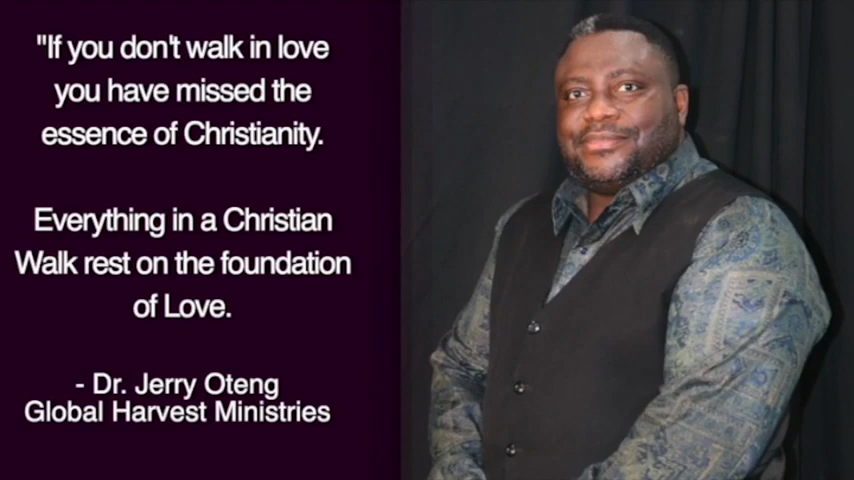 "If you don't walk in love
you have missed the
essence of Christianity.
Everything in a Christian
Walk rest on the foundation
of Love.
- Dr. Jerry Oteng
Global Harvest Ministries